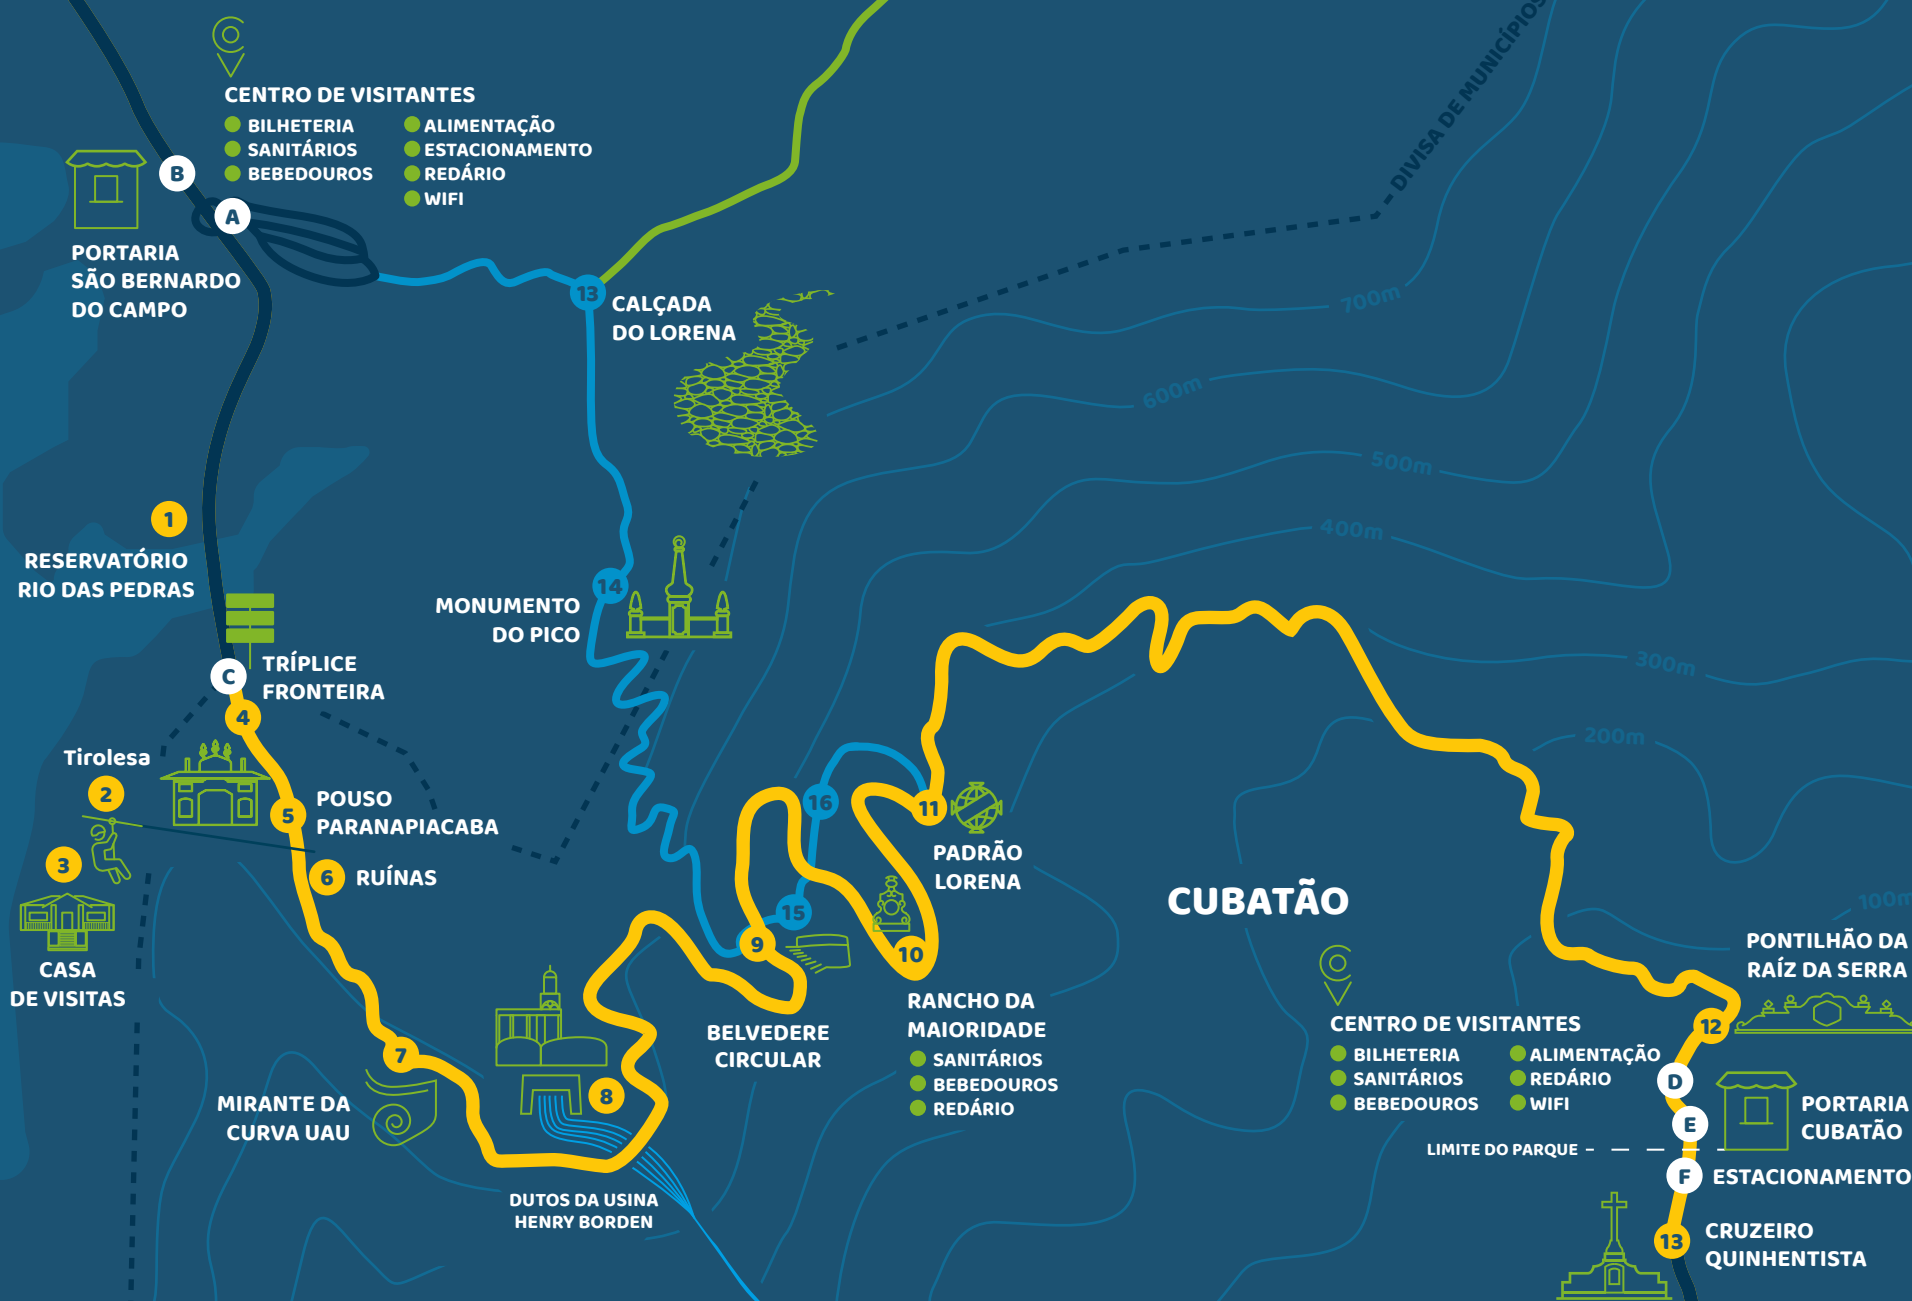 DIVISA DE MUNICÍPIOS
CENTRO DE VISITANTES
BILHETERIA
SANITÁRIOS
BEBEDOUROS
ALIMENTAÇÃO
ESTACIONAMENTO
REDÁRIO
WIFI
B
A
PORTARIA
SÃO BERNARDO
DO CAMPO
13
CALÇADA
DO LORENA
700m
600m
500m
400m
300m
200m
100m
1
RESERVATÓRIO
RIO DAS PEDRAS
14
MONUMENTO
DO PICO
C
TRÍPLICE
FRONTEIRA
4
Tirolesa
2
5
POUSO
PARANAPIACABA
3
6
RUÍNAS
CASA
DE VISITAS
16
11
PADRÃO
LORENA
15
9
10
CUBATÃO
BELVEDERE
CIRCULAR
RANCHO DA
MAIORIDADE
SANITÁRIOS
BEBEDOUROS
REDÁRIO
7
MIRANTE DA
CURVA UAU
8
DUTOS DA USINA
HENRY BORDEN
PONTILHÃO DA
RAÍZ DA SERRA
12
CENTRO DE VISITANTES
BILHETERIA
SANITÁRIOS
BEBEDOUROS
ALIMENTAÇÃO
REDÁRIO
WIFI
D
E
PORTARIA
CUBATÃO
LIMITE DO PARQUE
F
ESTACIONAMENTO
13
CRUZEIRO
QUINHENTISTA